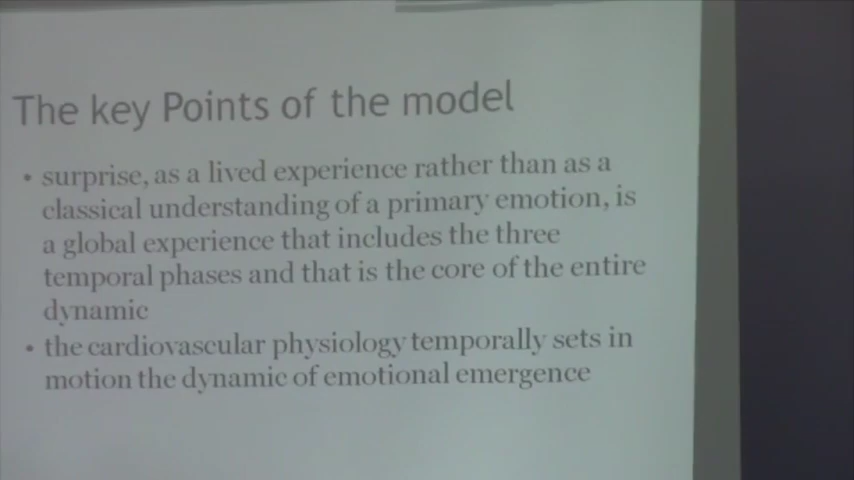 The key Points of the model
• surprise, as a lived experience rather than as a
classical understanding of a primary emotion, is
a global experience that includes the three
temporal phases and that is the core of the entire
dynamic
• the cardiovascular physiology temporally sets in
motion the dynamic of emotional emergence